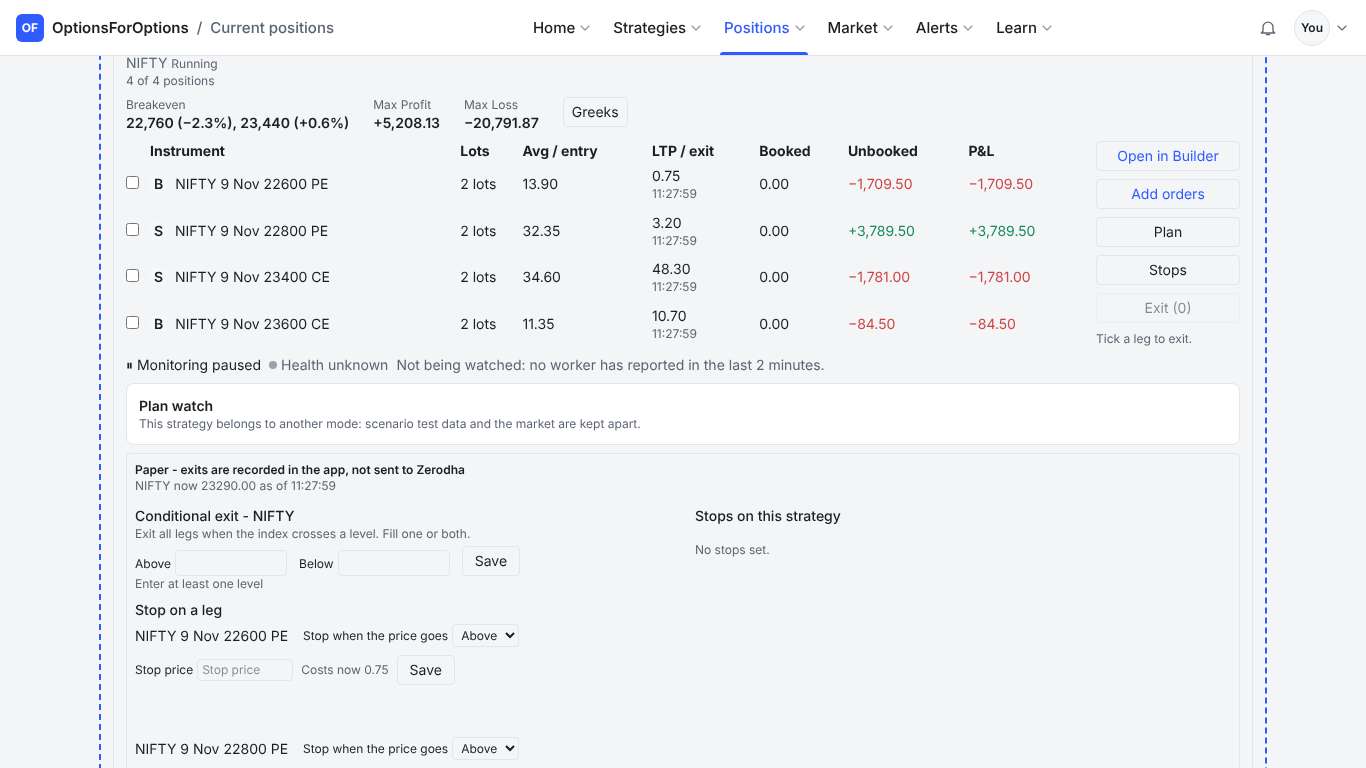 OF OptionsForOptions / Current positions Home Strategies Positions Market Alerts Learn You
NIFTY Running
4 of 4 positions
Breakeven Max Profit Max Loss
22,760 (−2.3%), 23,440 (+0.6%) +5,208.13 −20,791.87 Greeks
Instrument Lots Avg / entry LTP / exit Booked Unbooked P&L
B NIFTY 9 Nov 22600 PE 2 lots 13.90 0.75 11:27:59 0.00 −1,709.50 −1,709.50
S NIFTY 9 Nov 22800 PE 2 lots 32.35 3.20 11:27:59 0.00 +3,789.50 +3,789.50
S NIFTY 9 Nov 23400 CE 2 lots 34.60 48.30 11:27:59 0.00 −1,781.00 −1,781.00
B NIFTY 9 Nov 23600 CE 2 lots 11.35 10.70 11:27:59 0.00 −84.50 −84.50
Open in Builder
Add orders
Plan
Stops
Exit (0)
Tick a leg to exit.
Monitoring paused Health unknown Not being watched: no worker has reported in the last 2 minutes.
Plan watch
This strategy belongs to another mode: scenario test data and the market are kept apart.
Paper - exits are recorded in the app, not sent to Zerodha
NIFTY now 23290.00 as of 11:27:59
Conditional exit - NIFTY
Exit all legs when the index crosses a level. Fill one or both.
Above Below Save
Enter at least one level
Stop on a leg
NIFTY 9 Nov 22600 PE Stop when the price goes Above
Stop price Stop price Costs now 0.75 Save
NIFTY 9 Nov 22800 PE Stop when the price goes Above
Stops on this strategy
No stops set.